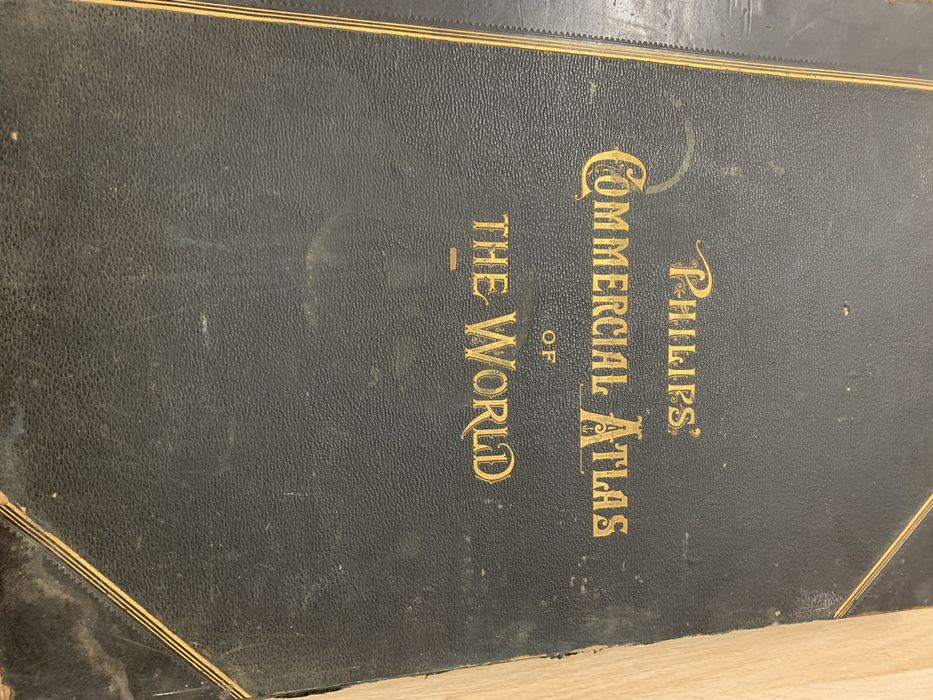 PHILIPS'
COMMERCIAL ATLAS
OF
THE WORLD